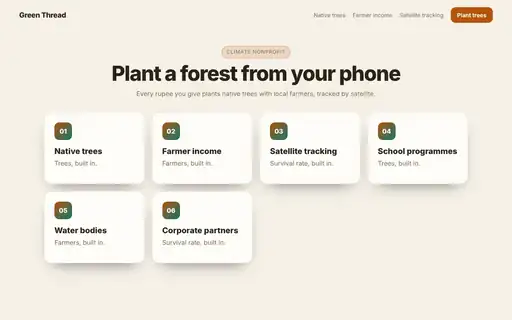 Green Thread
Native trees Farmer income Satellite tracking Plant trees
CLIMATE NONPROFIT
Plant a forest from your phone
Every rupee you give plants native trees with local farmers, tracked by satellite.
01 02 03 04
Native trees Farmer income Satellite tracking School programmes
Trees, built in. Farmers, built in. Survival rate, built in. Trees, built in.
05 06
Water bodies Corporate partners
Farmers, built in. Survival rate, built in.